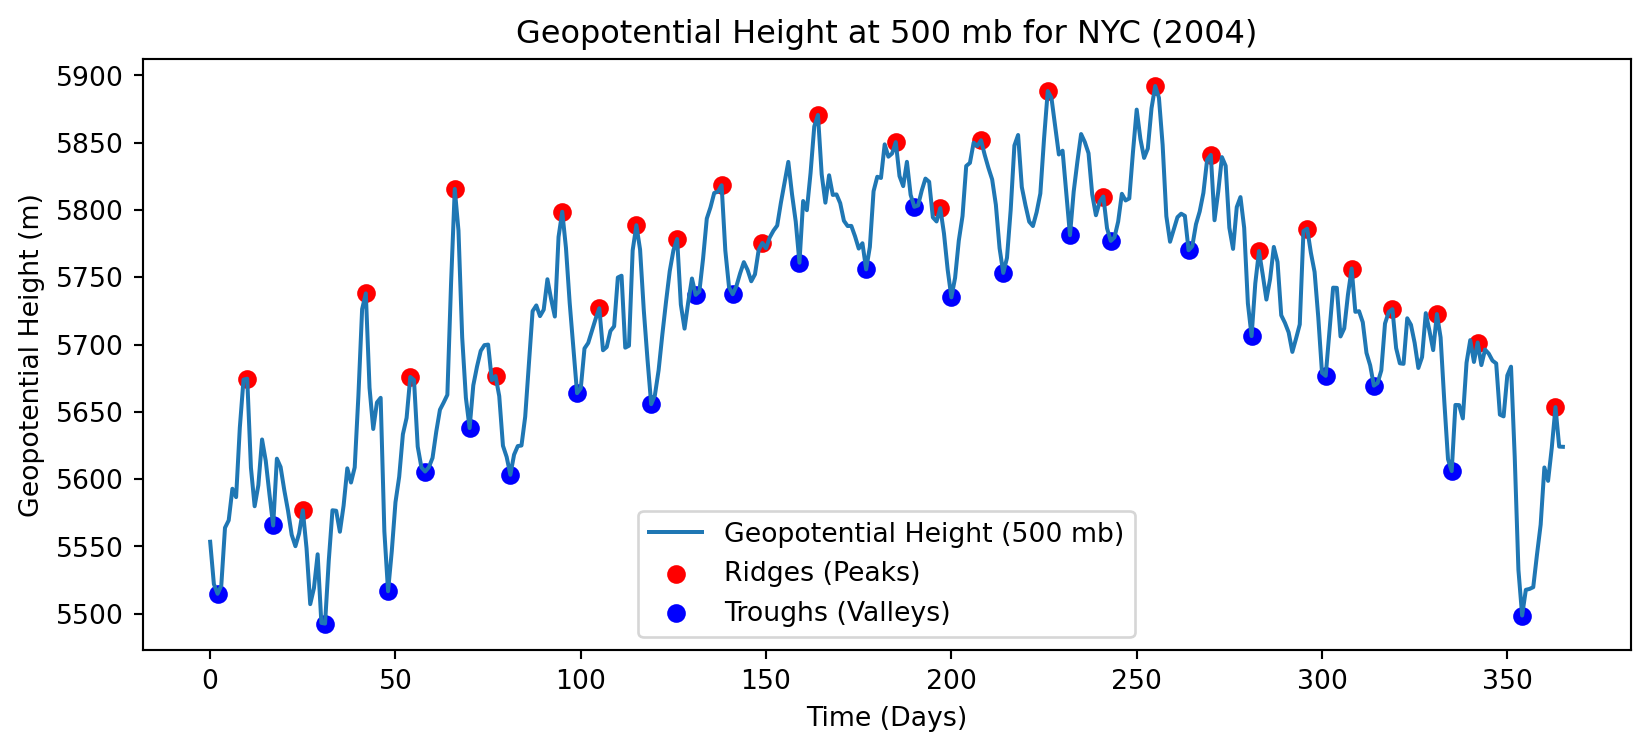 Geopotential Height at 500 mb for NYC (2004)
Geopotential Height (m)
5900
5850
5800
5750
5700
5650
5600
5550
5500
Geopotential Height (500 mb)
Ridges (Peaks)
Troughs (Valleys)
0 50 100 150 200 250 300 350
Time (Days)